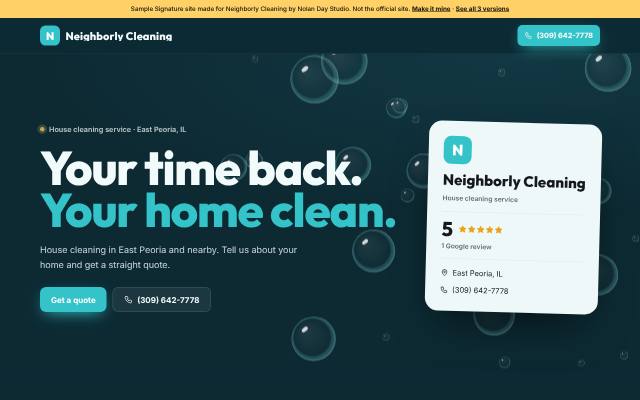 Sample Signature site made for Neighborly Cleaning by Nolan Day Studio. Not the official site. Make it mine · See all 3 versions
N Neighborly Cleaning
(309) 642-7778
House cleaning service · East Peoria, IL
Your time back.
Your home clean.
House cleaning in East Peoria and nearby. Tell us about your
home and get a straight quote.
Get a quote
(309) 642-7778
N
Neighborly Cleaning
House cleaning service
5 ★★★★★
1 Google review
East Peoria, IL
(309) 642-7778